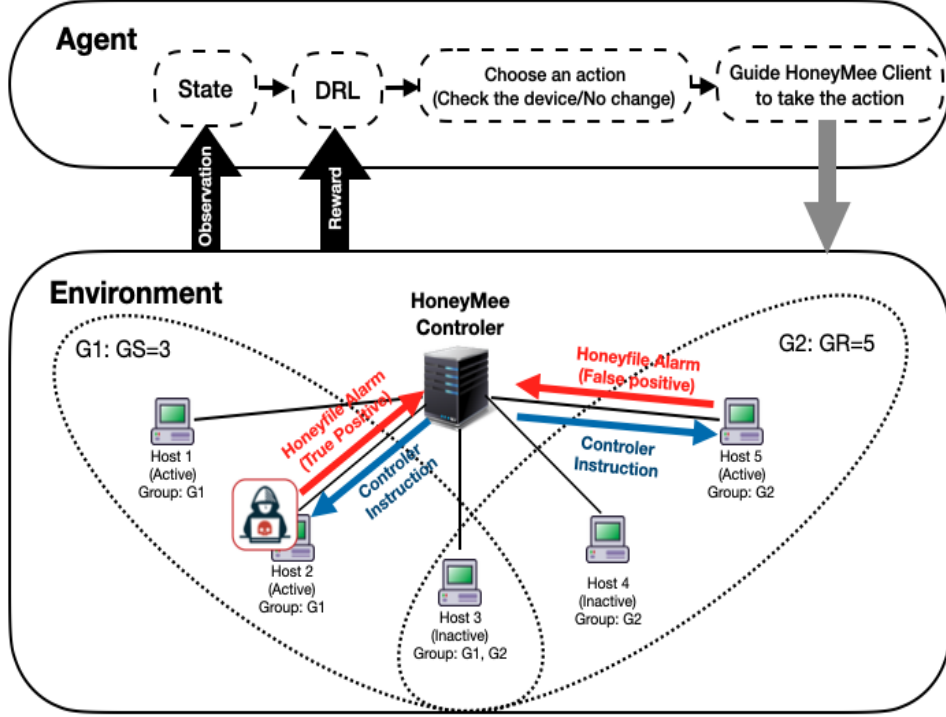 Agent
State
DRL
Choose an action
(Check the device/No change)
Guide HoneyMee Client
to take the action
Observation
Reward
Environment
HoneyMee
Controler
G1: GS=3
G2: GR=5
Honeyfile Alarm
(True Positive)
Honeyfile Alarm
(False positive)
Controler
Instruction
Controler
Instruction
Host 1
(Active)
Group: G1
Host 2
(Active)
Group: G1
Host 3
(Inactive)
Group: G1, G2
Host 4
(Inactive)
Group: G2
Host 5
(Active)
Group: G2